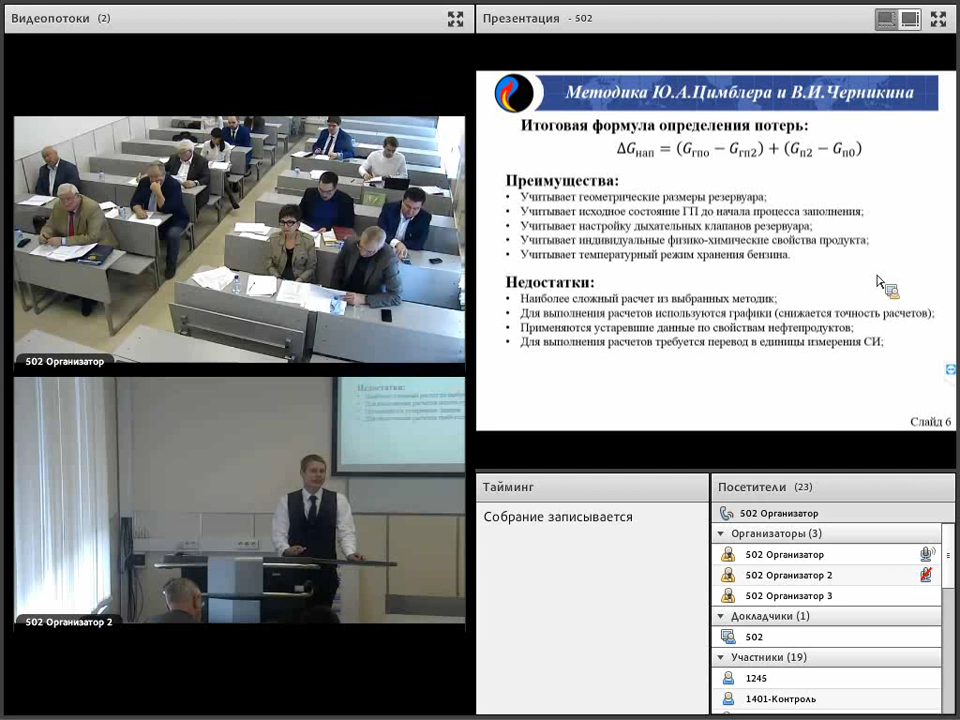 Видеопотоки (2)
502 Организатор
Недостатки:
502 Организатор 2
Презентация - 502
Методика Ю.А.Цимблера и В.И.Черникина
Итоговая формула определения потерь:
ΔGнап = (Gгпо − Gгп2) + (Gп2 − Gп0)
Преимущества:
• Учитывает геометрические размеры резервуара;
• Учитывает исходное состояние ГП до начала процесса заполнения;
• Учитывает настройку дыхательных клапанов резервуара;
• Учитывает индивидуальные физико-химические свойства продукта;
• Учитывает температурный режим хранения бензина.
Недостатки:
• Наиболее сложный расчет из выбранных методик;
• Для выполнения расчетов используются графики (снижается точность расчетов);
• Применяются устаревшие данные по свойствам нефтепродуктов;
• Для выполнения расчетов требуется перевод в единицы измерения СИ;
Слайд 6
Тайминг
Собрание записывается
Посетители (23)
502 Организатор
Организаторы (3)
502 Организатор
502 Организатор 2
502 Организатор 3
Докладчики (1)
502
Участники (19)
1245
1401-Контроль